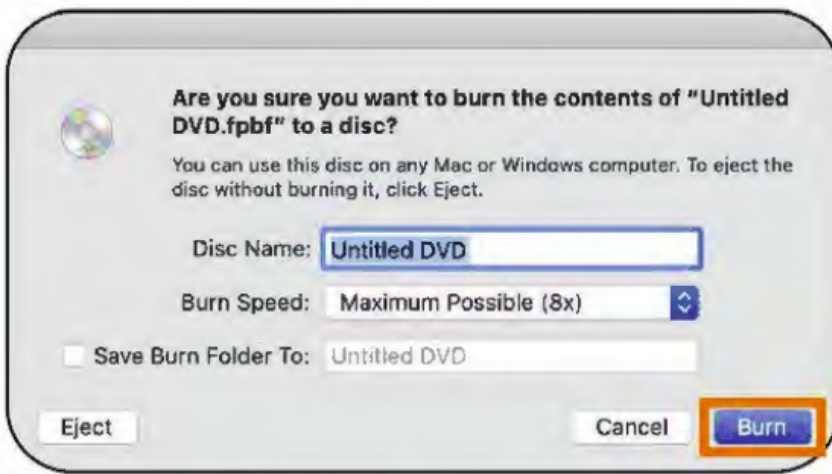 Are you sure you want to burn the contents of "Untitled
DVD.fpbf" to a disc?
You can use this disc on any Mac or Windows computer. To eject the
disc without burning it, click Eject.
Disc Name: Untitled DVD
Burn Speed: Maximum Possible (8x)
Save Burn Folder To: Untitled DVD
Eject Cancel Burn